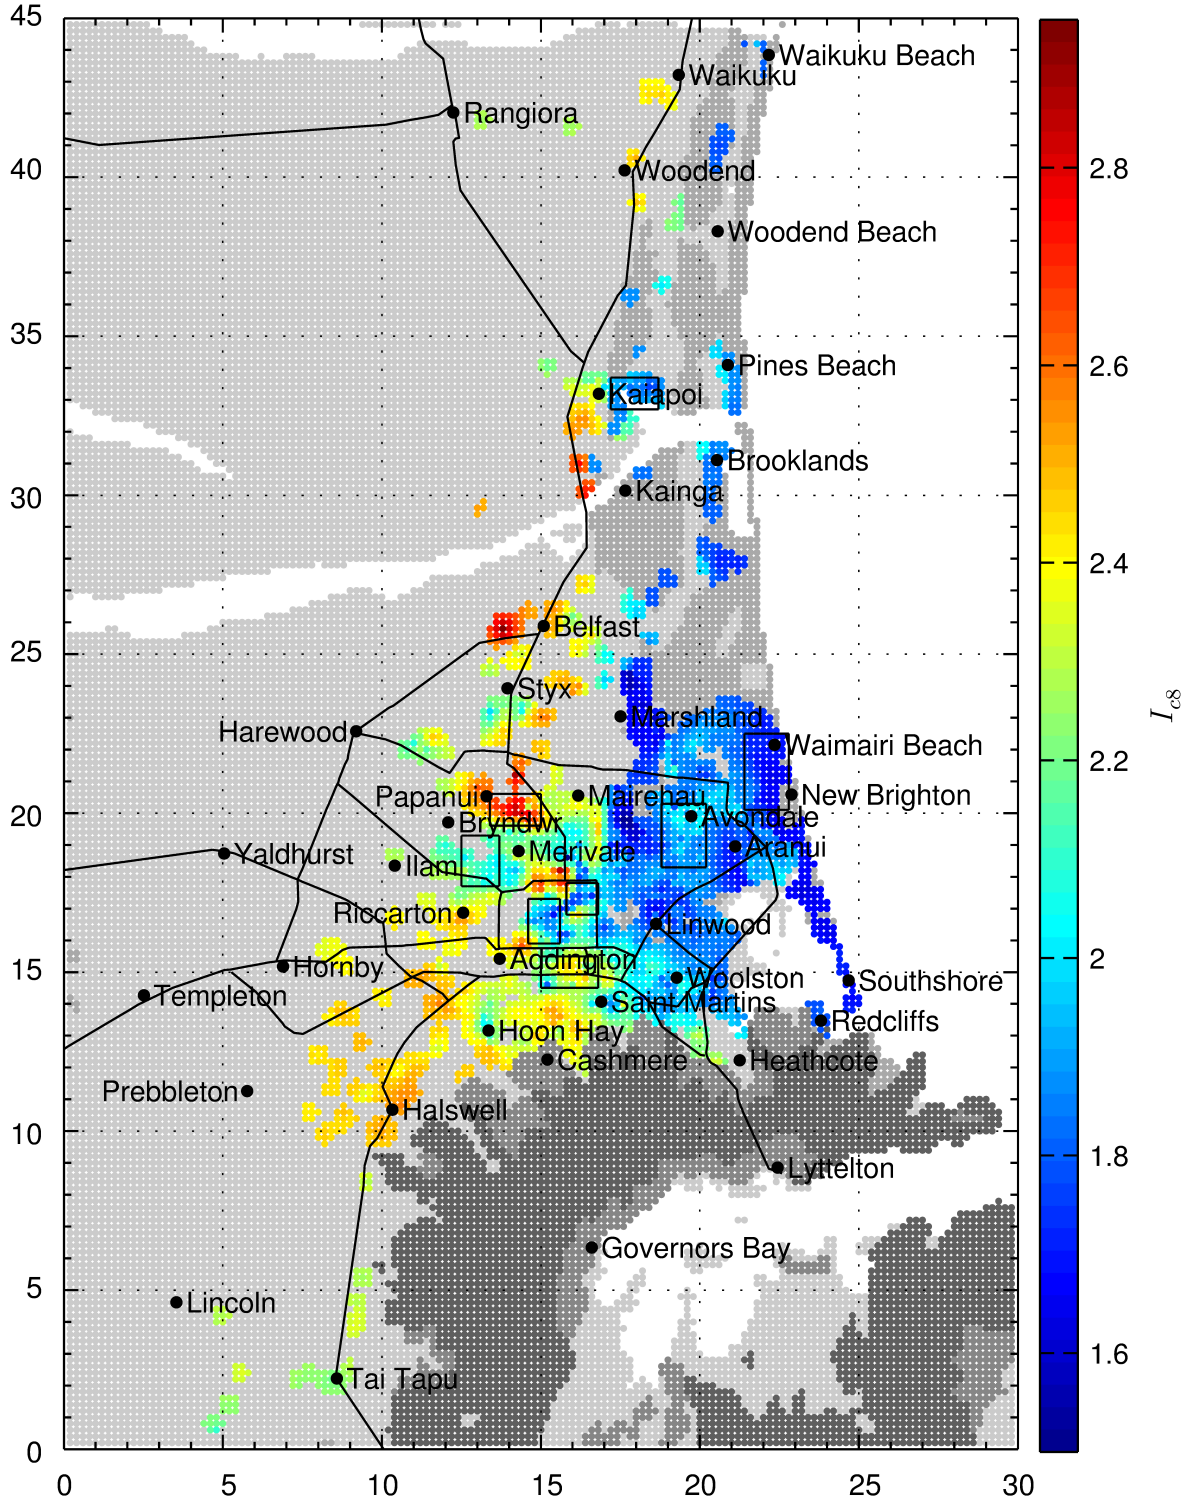 45
Waikuku Beach
Waikuku
Rangiora
2.8
40
Woodend
Woodend Beach
35
Pines Beach
2.6
Kaiapoi
Brooklands
30
Kainga
2.4
25
Belfast
Styx
Marshland
I_c8
Harewood
Waimairi Beach
2.2
Papanui
Mairehau
New Brighton
20
Bryndwr
Avondale
Yaldhurst
Merivale
Aranui
Ilam
Riccarton
Linwood
15
Hornby
Addington
2
Templeton
Woolston
Southshore
Saint Martins
Hoon Hay
Redcliffs
Cashmere
Heathcote
Prebbleton
Halswell
10
1.8
Lyttelton
Governors Bay
5
Lincoln
1.6
Tai Tapu
0
0 5 10 15 20 25 30